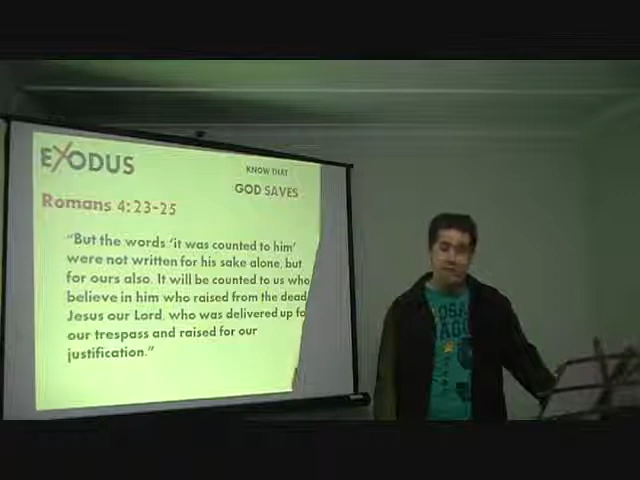 EXODUS
KNOW THAT
GOD SAVES
Romans 4:23-25
"But the words 'it was counted to him'
were not written for his sake alone, but
for ours also. It will be counted to us who
believe in him who raised from the dead
Jesus our Lord, who was delivered up fo
our trespass and raised for our
justification."